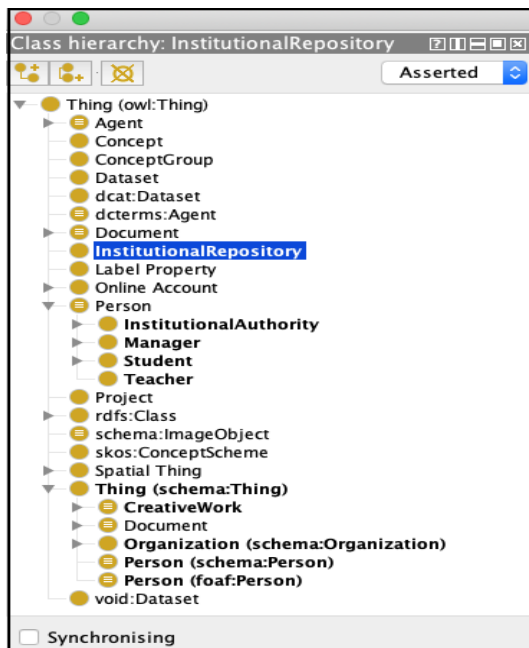 Class hierarchy: InstitutionalRepository
Asserted
Thing (owl:Thing)
Agent
Concept
ConceptGroup
Dataset
dcat:Dataset
dcterms:Agent
Document
InstitutionalRepository
Label Property
Online Account
Person
InstitutionalAuthority
Manager
Student
Teacher
Project
rdfs:Class
schema:ImageObject
skos:ConceptScheme
Spatial Thing
Thing (schema:Thing)
CreativeWork
Document
Organization (schema:Organization)
Person (schema:Person)
Person (foaf:Person)
void:Dataset
Synchronising